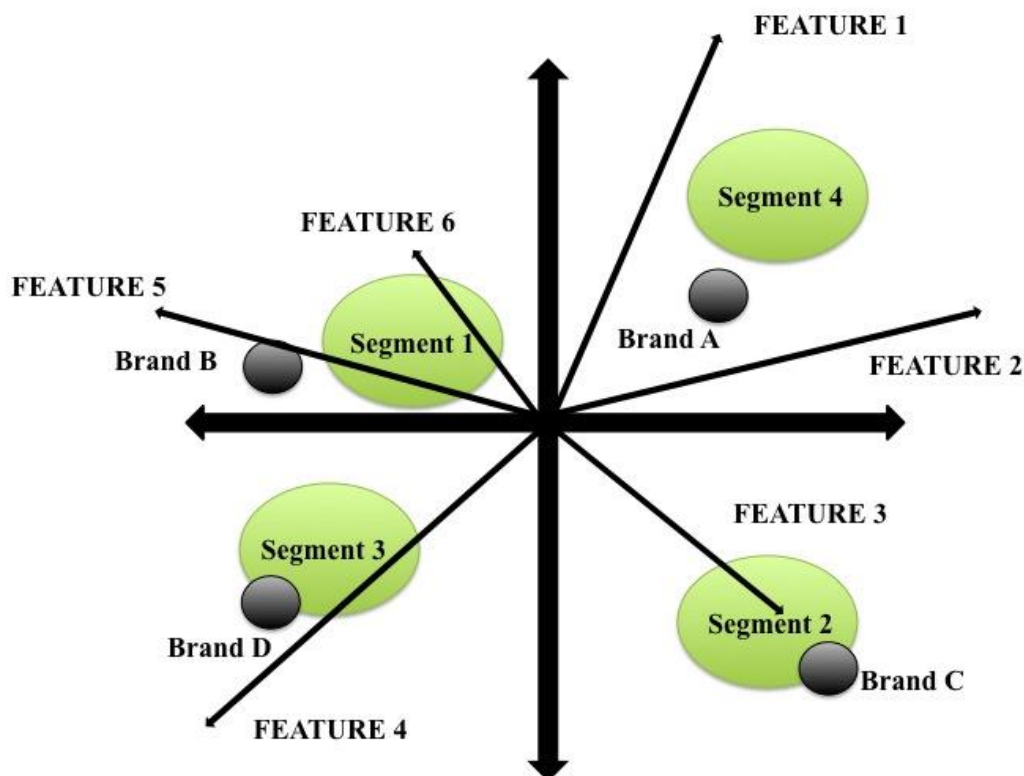 FEATURE 1
Segment 4
FEATURE 6
FEATURE 5
Segment 1
Brand A
Brand B
FEATURE 2
FEATURE 3
Segment 3
Segment 2
Brand D
Brand C
FEATURE 4